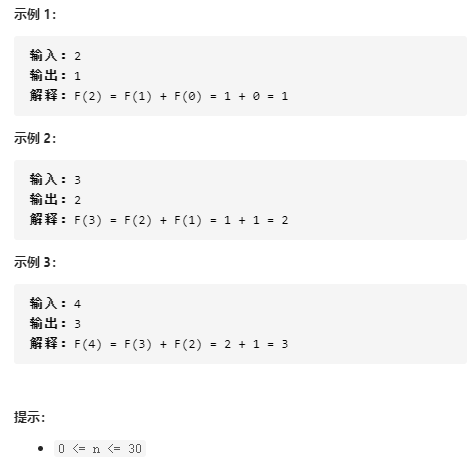 示例 1：
输入：2
输出：1
解释：F(2) = F(1) + F(0) = 1 + 0 = 1
示例 2：
输入：3
输出：2
解释：F(3) = F(2) + F(1) = 1 + 1 = 2
示例 3：
输入：4
输出：3
解释：F(4) = F(3) + F(2) = 2 + 1 = 3
提示：
• 0 <= n <= 30